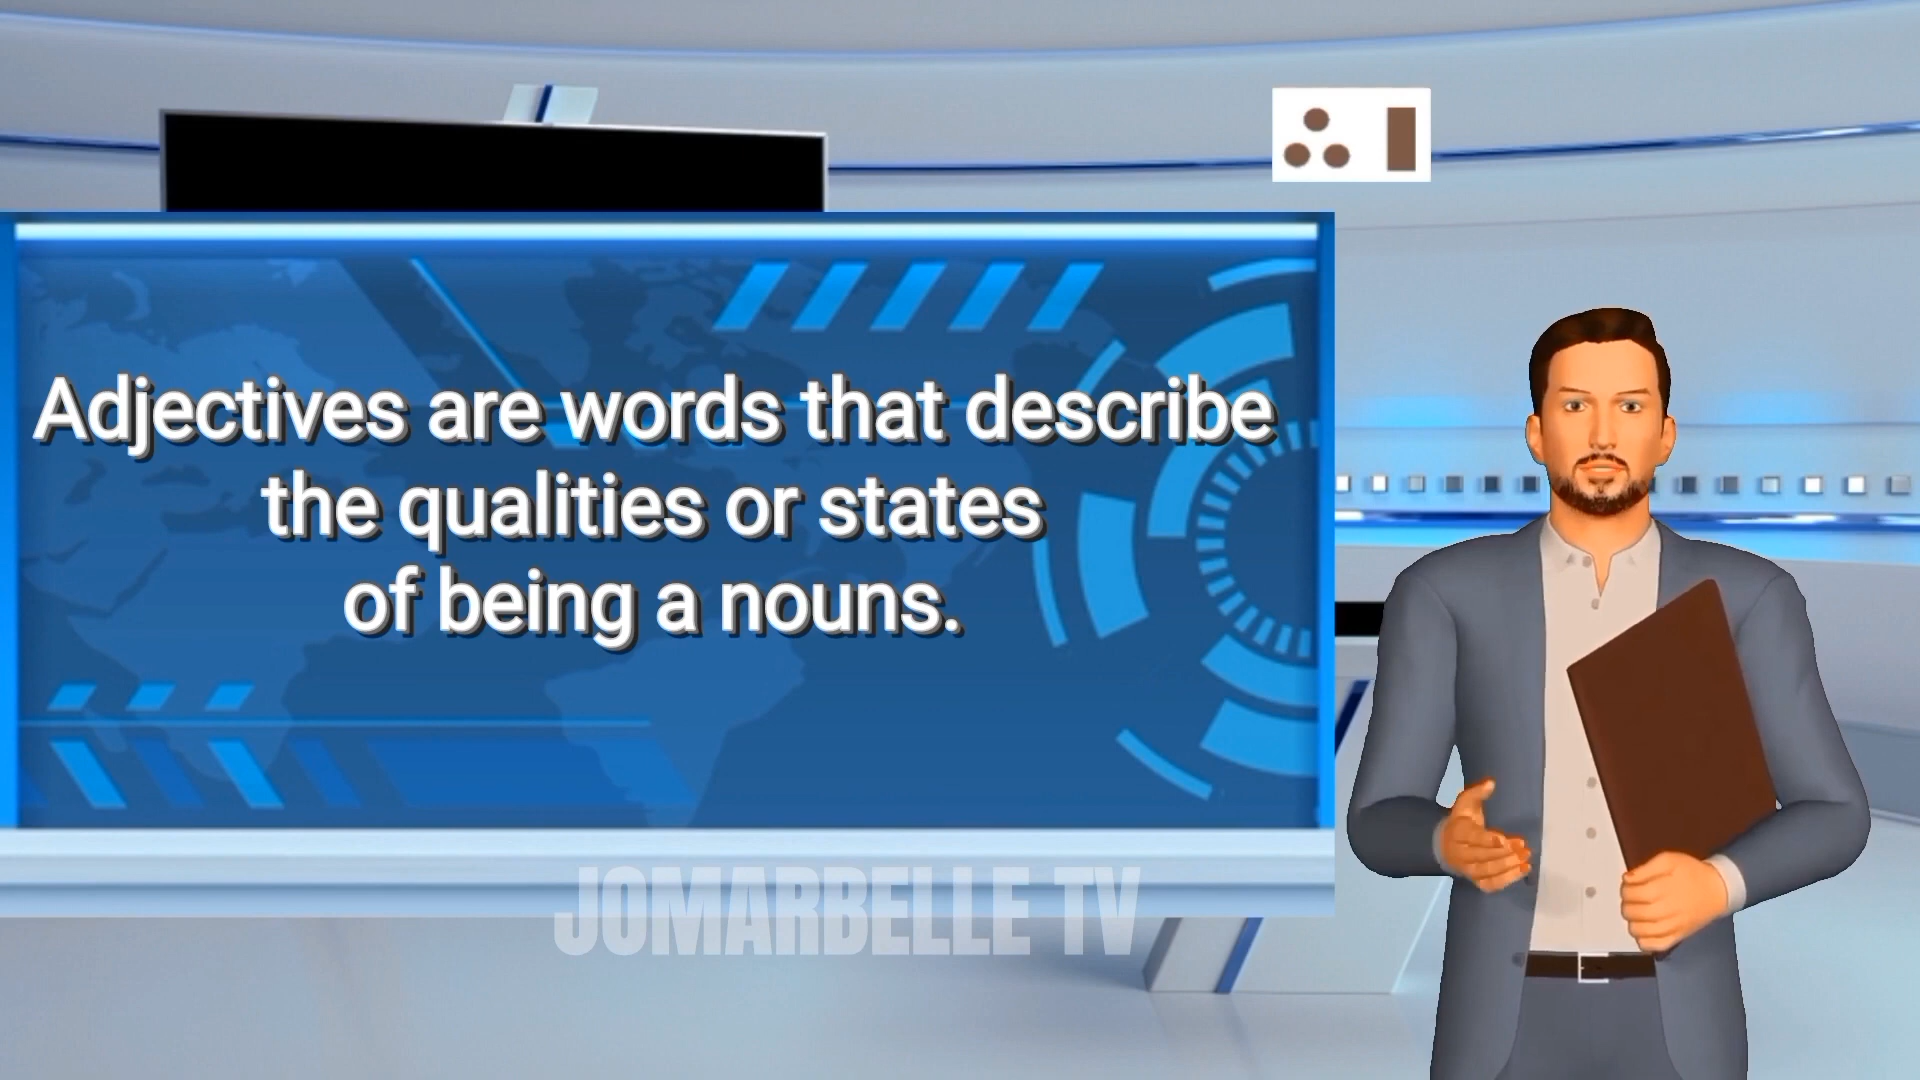 Adjectives are words that describe
the qualities or states
of being a nouns.
JOMARBELLE TV